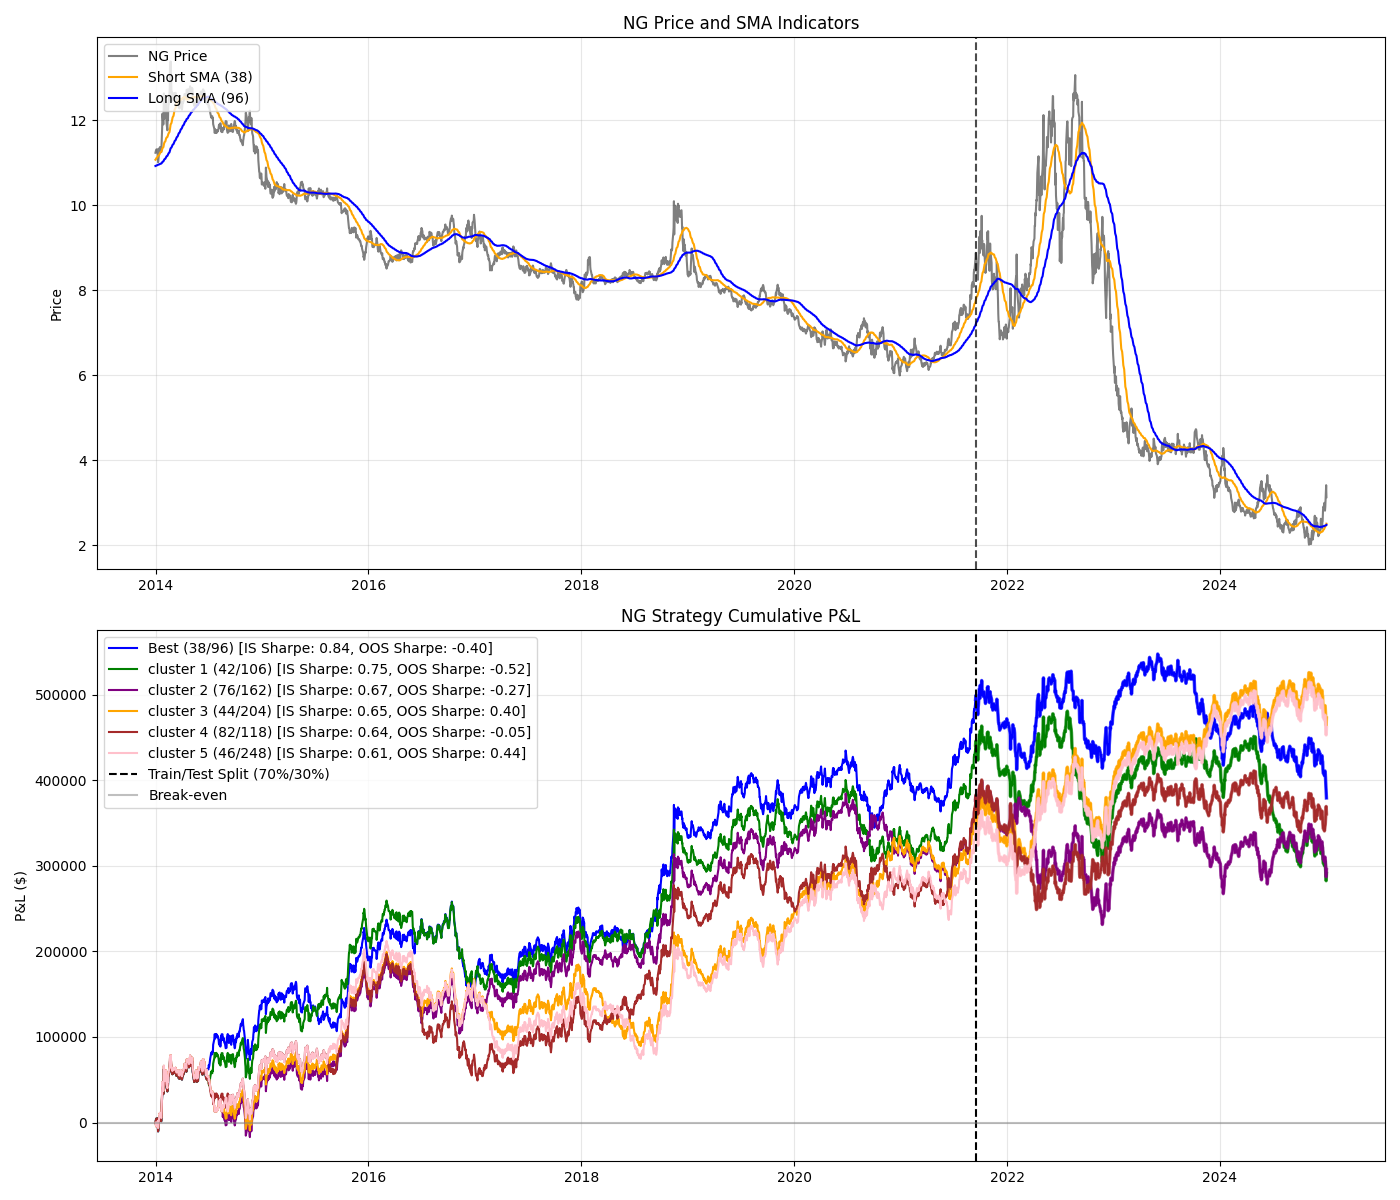 NG Price and SMA Indicators
NG Price
Short SMA (38)
Long SMA (96)
Price
12
10
8
6
4
2
2014 2016 2018 2020 2022 2024
NG Strategy Cumulative P&L
Best (38/96) [IS Sharpe: 0.84, OOS Sharpe: -0.40]
cluster 1 (42/106) [IS Sharpe: 0.75, OOS Sharpe: -0.52]
cluster 2 (76/162) [IS Sharpe: 0.67, OOS Sharpe: -0.27]
cluster 3 (44/204) [IS Sharpe: 0.65, OOS Sharpe: 0.40]
cluster 4 (82/118) [IS Sharpe: 0.64, OOS Sharpe: -0.05]
cluster 5 (46/248) [IS Sharpe: 0.61, OOS Sharpe: 0.44]
Train/Test Split (70%/30%)
Break-even
P&L ($)
500000
400000
300000
200000
100000
0
2014 2016 2018 2020 2022 2024